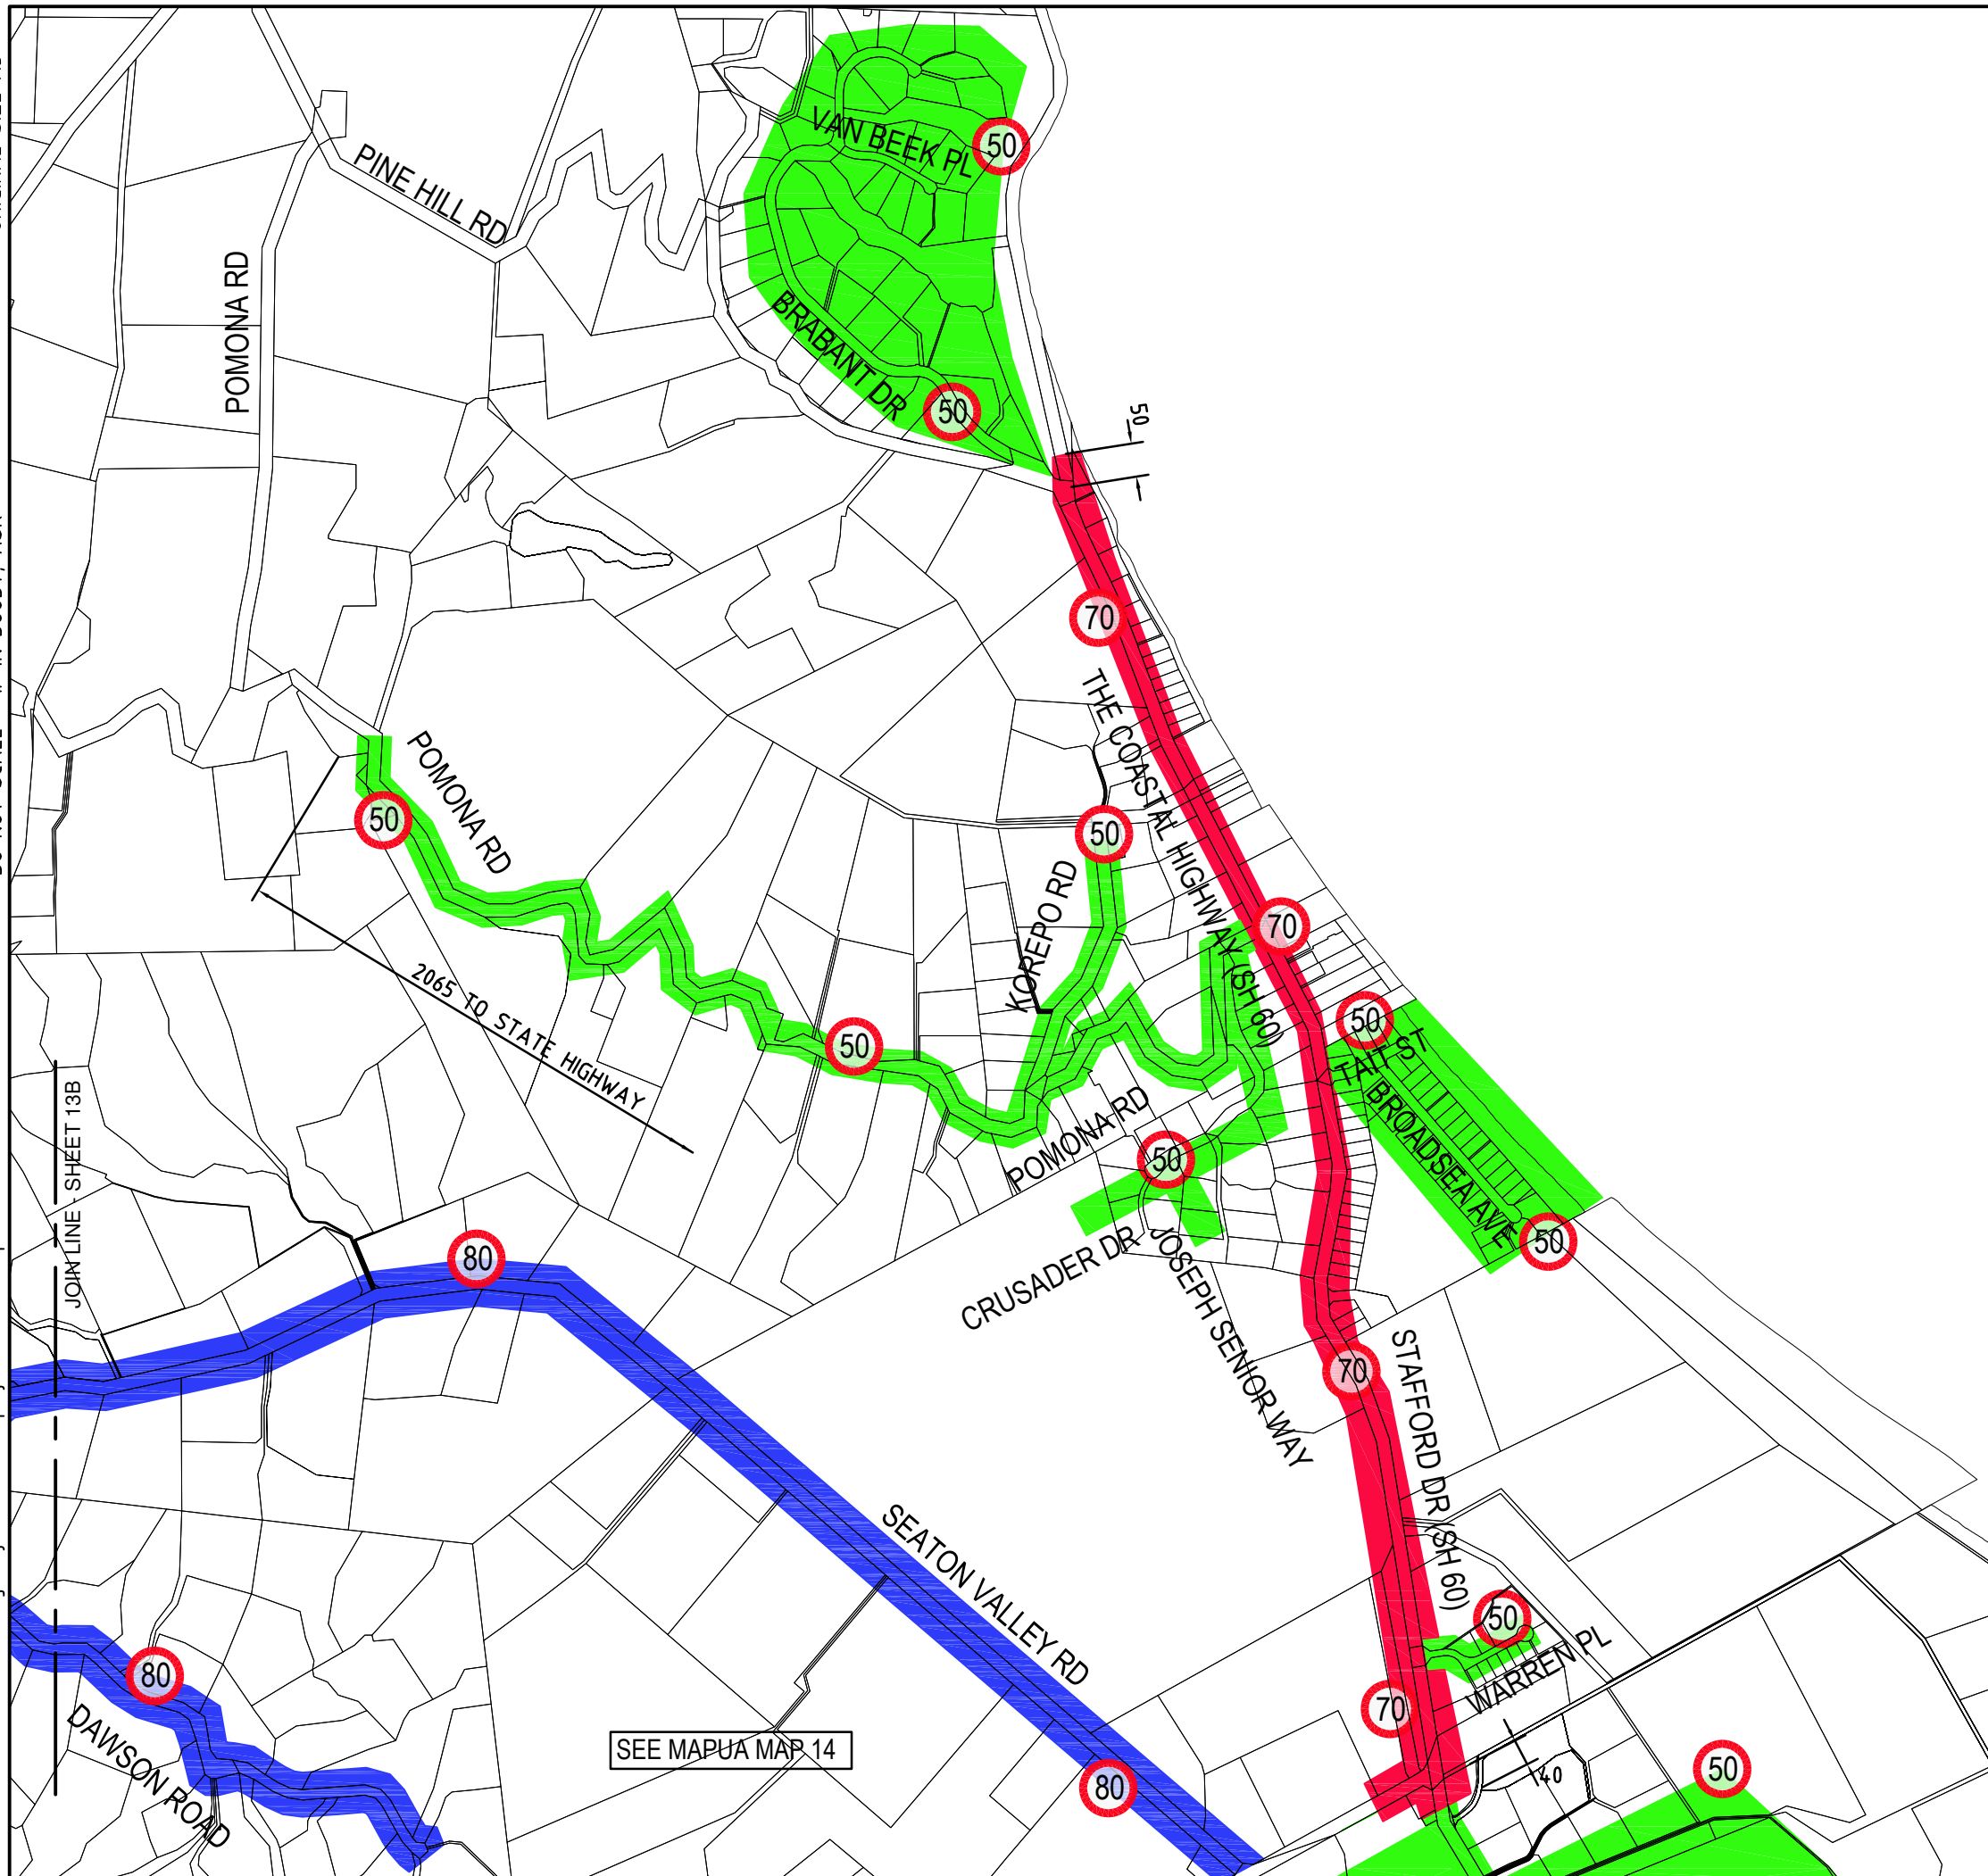 VAN BEEK PL
50
PINE HILL RD
POMONA RD
BRABANT DR
50
50
70
THE COASTAL HIGHWAY (SH 60)
POMONA RD
50
50
KOREPO RD
70
2065 TO STATE HIGHWAY
50
50
TAIT ST
BROADSEA AVE
50
POMONA RD
50
CRUSADER DR
JOSEPH SENIOR WAY
JOIN LINE - SHEET 13B
80
70
STAFFORD DR (SH 60)
SEATON VALLEY RD
50
WARREN PL
80
DAWSON ROAD
70
SEE MAPUA MAP 14
80
40
50